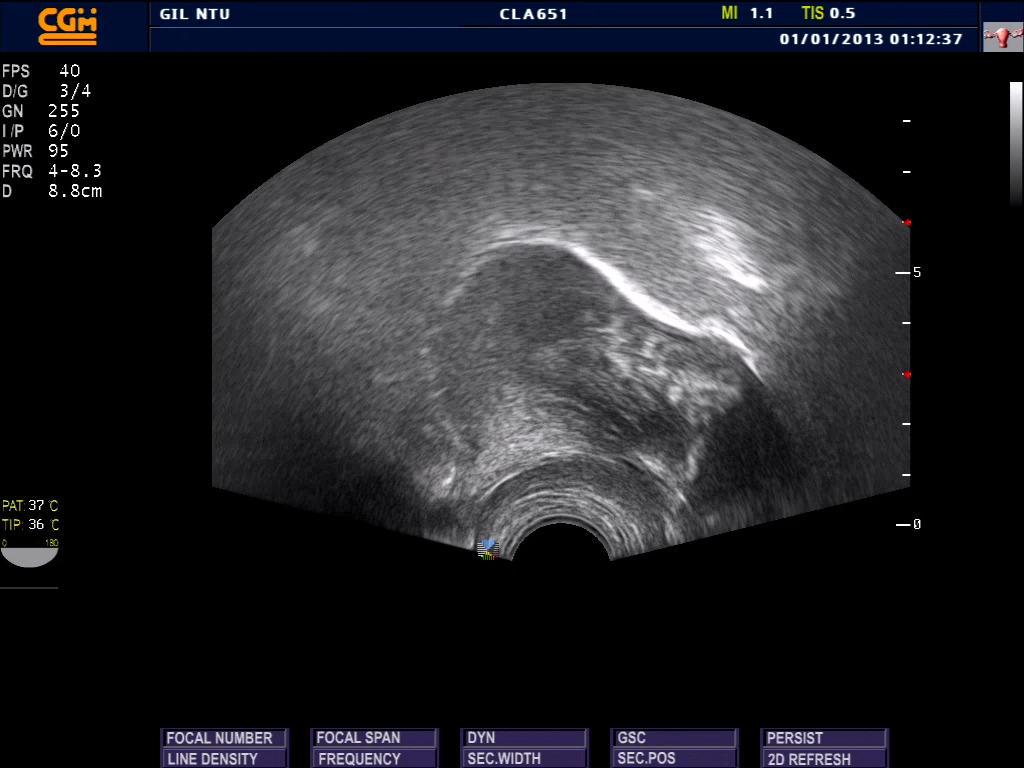 CGM
GIL NTU CLA651 MI 1.1 TIS 0.5
01/01/2013 01:12:37
FPS 40
D/G 3/4
GN 255
I/P 6/0
PWR 95
FRQ 4-8.3
D 8.8cm
5
PAT: 37 °C
TIP: 36 °C
0 180
0
FOCAL NUMBER FOCAL SPAN DYN GSC PERSIST
LINE DENSITY FREQUENCY SEC.WIDTH SEC.POS 2D REFRESH